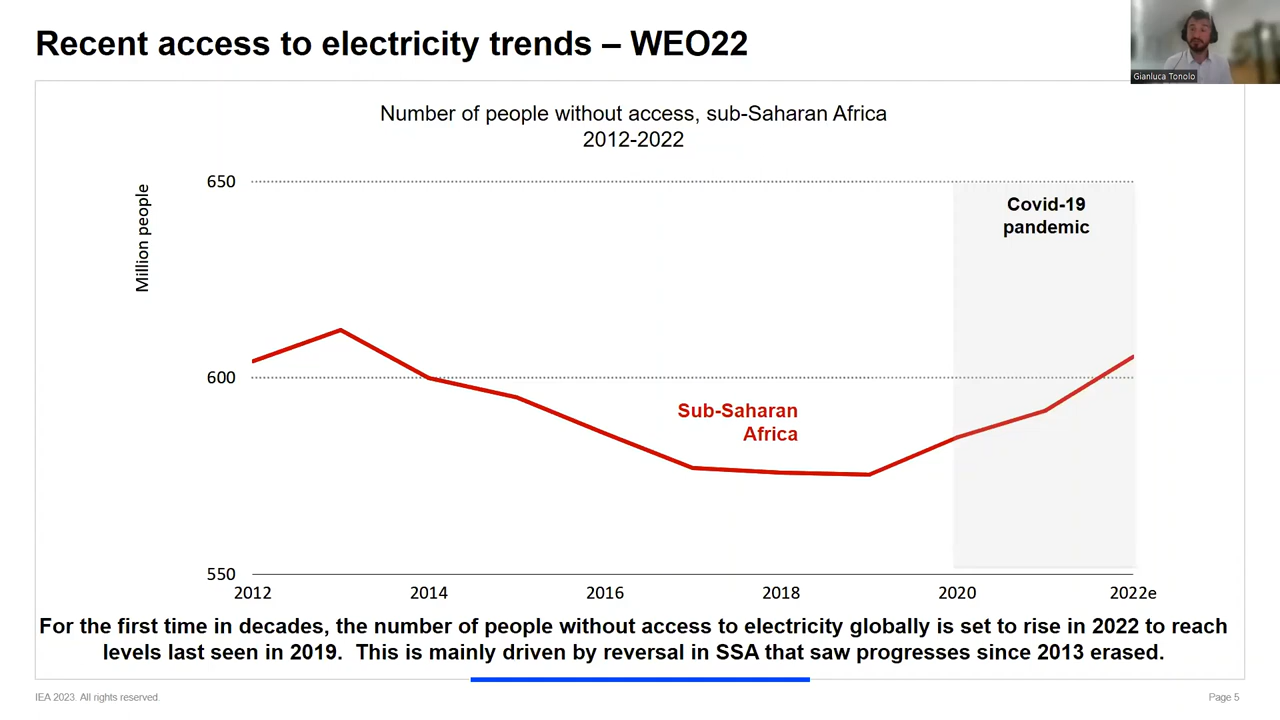 Recent access to electricity trends – WEO22
Gianluca Tonolo
Number of people without access, sub-Saharan Africa
2012-2022
Million people
650
600
550
Covid-19
pandemic
Sub-Saharan
Africa
2012
2014
2016
2018
2020
2022e
For the first time in decades, the number of people without access to electricity globally is set to rise in 2022 to reach
levels last seen in 2019. This is mainly driven by reversal in SSA that saw progresses since 2013 erased.
IEA 2023. All rights reserved.
Page 5